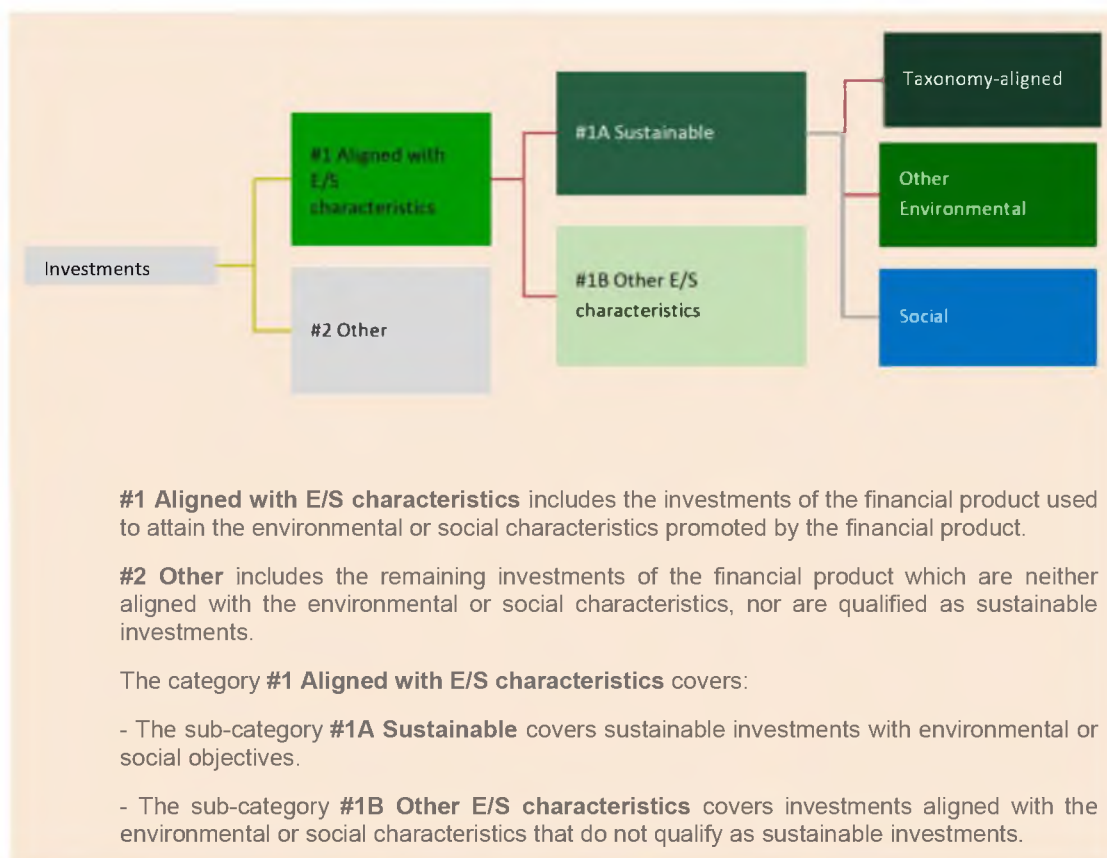 Investments
#1 Aligned with
E/S
characteristics
#2 Other
#1A Sustainable
#1B Other E/S
characteristics
Taxonomy-aligned
Other
Environmental
Social
#1 Aligned with E/S characteristics includes the investments of the financial product used
to attain the environmental or social characteristics promoted by the financial product.
#2 Other includes the remaining investments of the financial product which are neither
aligned with the environmental or social characteristics, nor are qualified as sustainable
investments.
The category #1 Aligned with E/S characteristics covers:
- The sub-category #1A Sustainable covers sustainable investments with environmental or
social objectives.
- The sub-category #1B Other E/S characteristics covers investments aligned with the
environmental or social characteristics that do not qualify as sustainable investments.